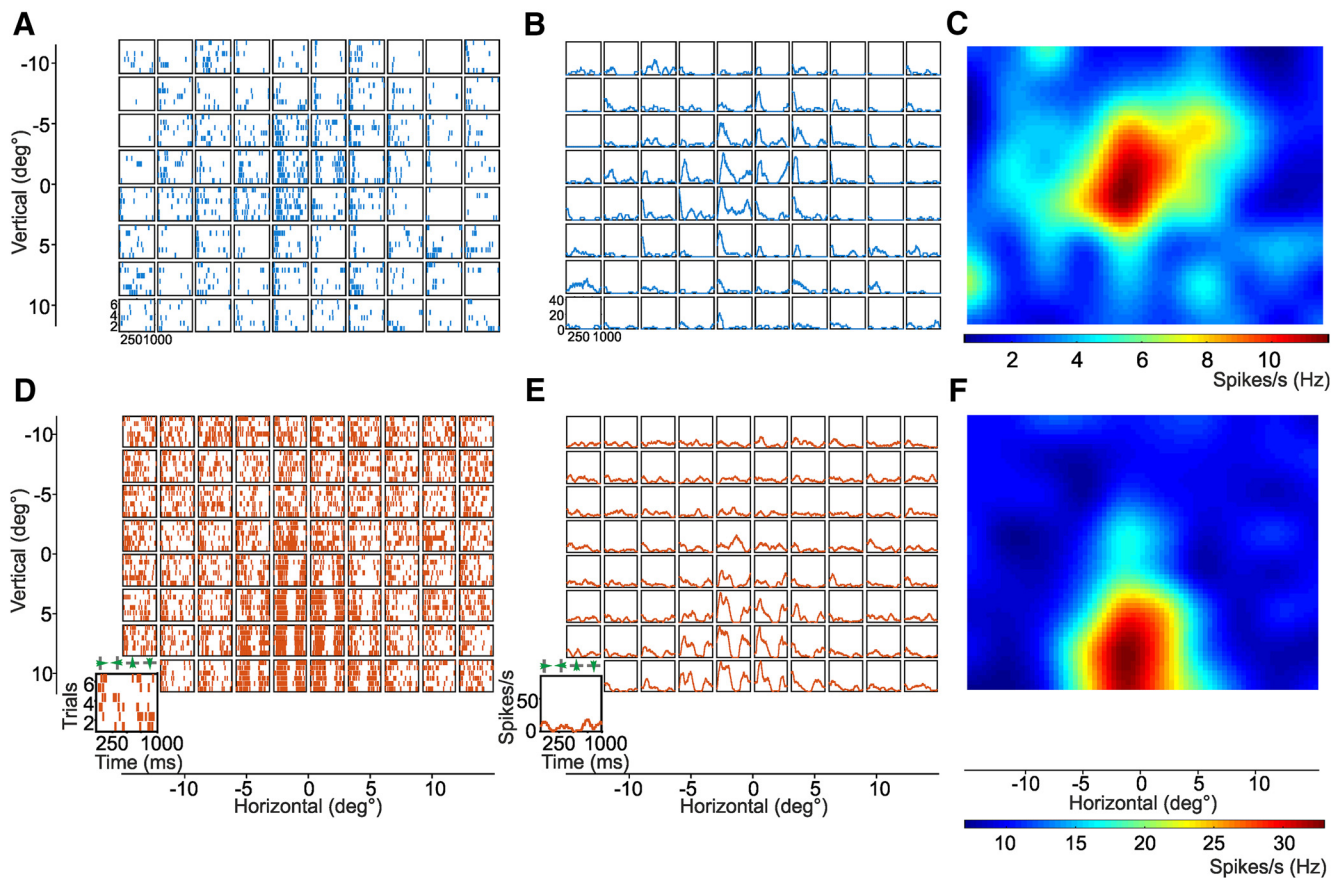 A
B
C
-10
-5
0
5
10
Vertical (deg°)
6
4
2
2501000
40
20
0
250 1000
2 4 6 8 10
Spikes/s (Hz)
D
E
F
-10
-5
0
5
10
Vertical (deg°)
6
4
2
Trials
250 1000
Time (ms)
50
0
Spikes/s
250 1000
Time (ms)
-10 -5 0 5 10
Horizontal (deg°)
-10 -5 0 5 10
Horizontal (deg°)
-10 -5 0 5 10
Horizontal (deg°)
10 15 20 25 30
Spikes/s (Hz)